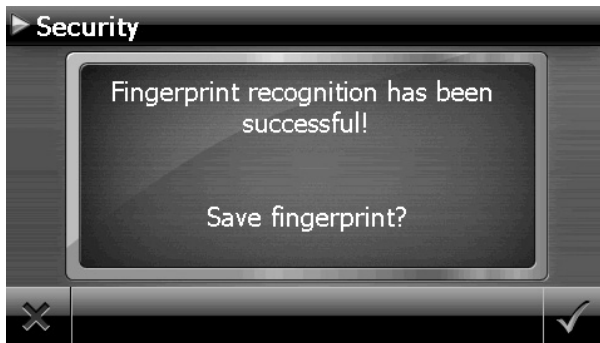 Security
Fingerprint recognition has been
successful!
Save fingerprint?